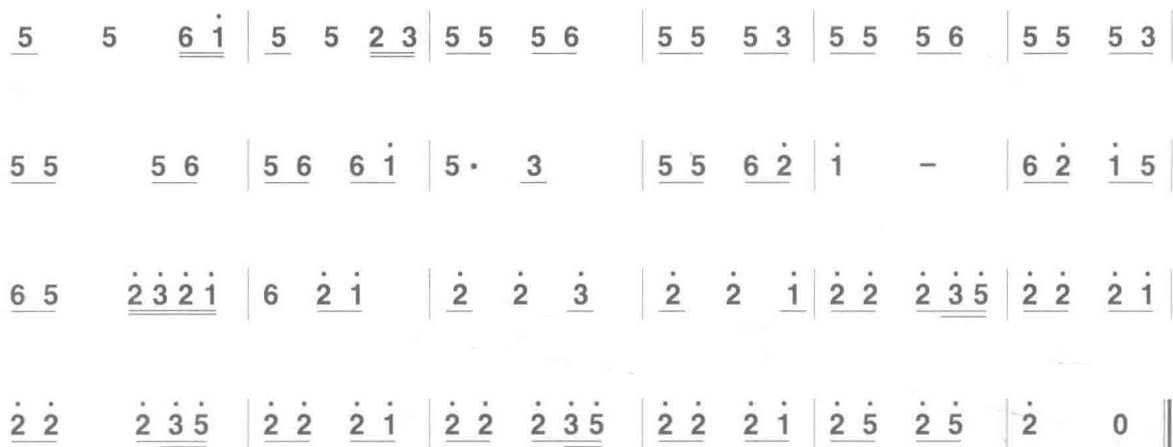 5 5 6 i̇ | 5 5 2 3 | 5 5 5 6 | 5 5 5 3 | 5 5 5 6 | 5 5 5 3 |
5 5 5 6 | 5 6 6 1̇ | 5 · 3 | 5 5 6 2̇ | 1̇ – | 6 2̇ 1̇ 5 |
6 5 2̇ 3̇ 2̇ 1̇ | 6 2̇ 1̇ | 2̇ 2̇ 3̇ | 2̇ 2̇ 1̇ | 2̇ 2̇ 2̇ 3̇ 5̇ | 2̇ 2̇ 2̇ 1̇ |
2̇ 2̇ 2̇ 3̇ 5̇ | 2̇ 2̇ 2̇ 1̇ | 2̇ 2̇ 2̇ 3̇ 5̇ | 2̇ 2̇ 2̇ 1̇ | 2̇ 5̇ 2̇ 5̇ | 2̇ 0 ‖